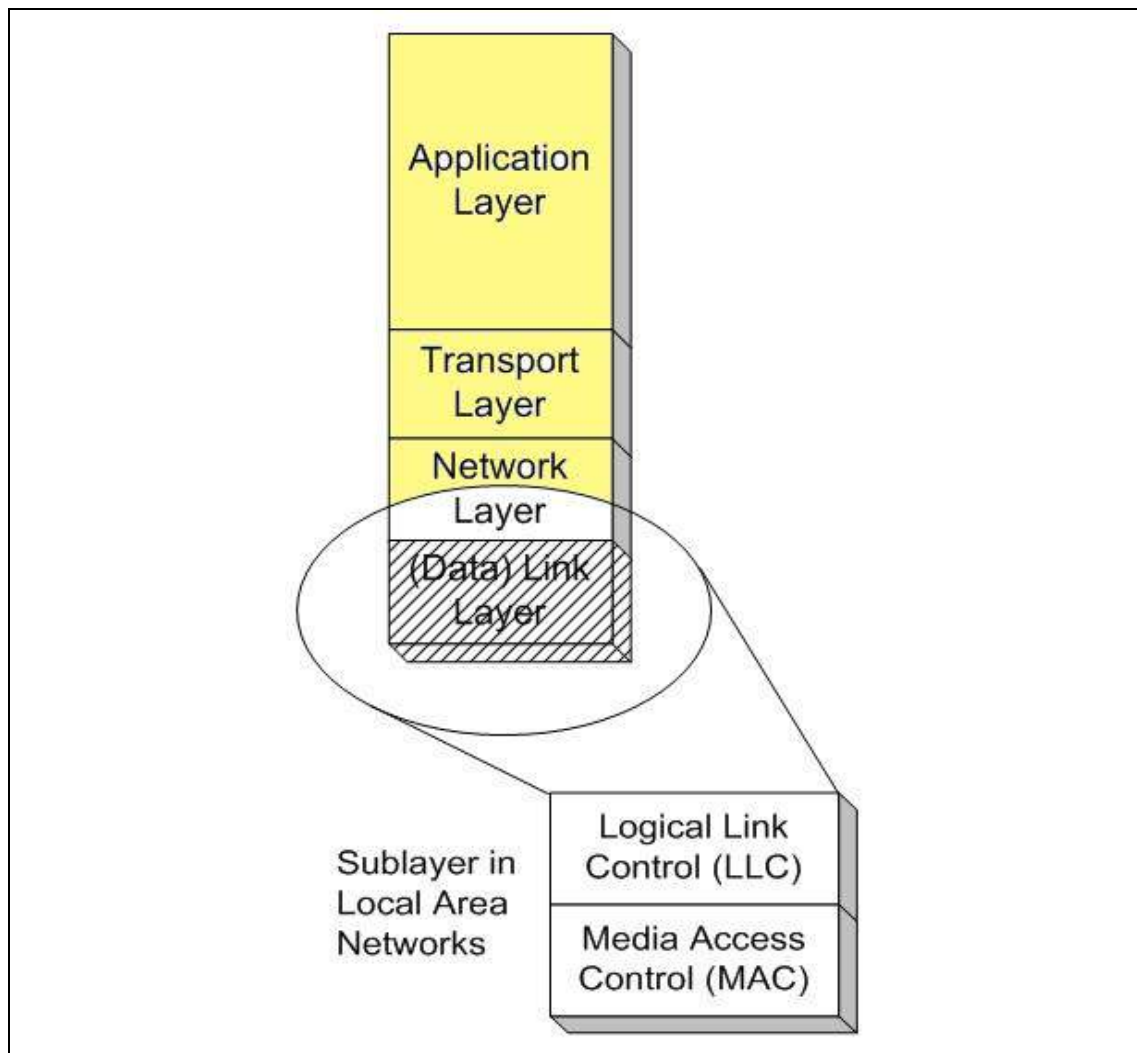 Application
Layer
Transport
Layer
Network
Layer
(Data) Link
Layer
Sublayer in
Local Area
Networks
Logical Link
Control (LLC)
Media Access
Control (MAC)